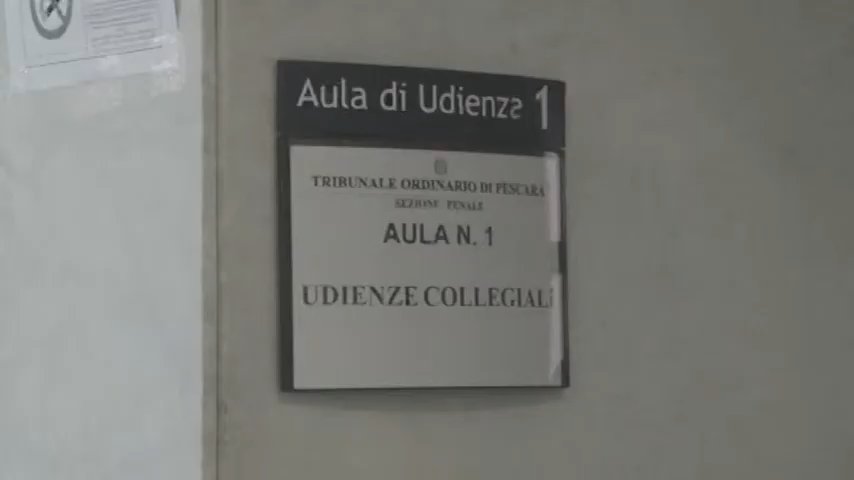 Aula di Udienza 1
TRIBUNALE ORDINARIO DI PESCARA
SEZIONE PENALE
AULA N. 1
UDIENZE COLLEGIALI